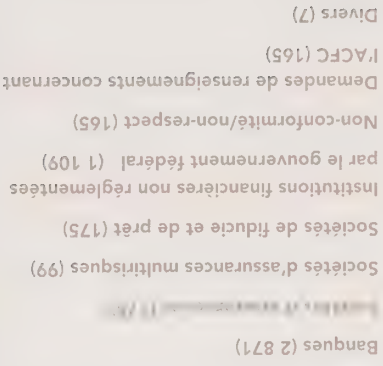 Banques (2 871)
Sociétés d'assurances multirisques (99)
Sociétés de fiducie et de prêt (175)
Institutions financières non réglementées
par le gouvernement fédéral (1 109)
Non-conformité/non-respect (165)
Demandes de renseignements concernant
l'ACFC (165)
Divers (7)